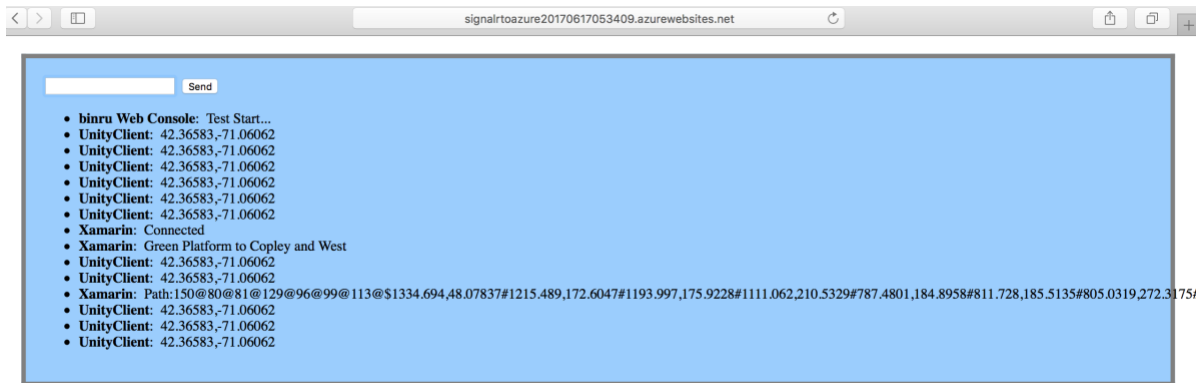 signalrtoazure20170617053409.azurewebsites.net
Send
binru Web Console: Test Start...
UnityClient: 42.36583,-71.06062
UnityClient: 42.36583,-71.06062
UnityClient: 42.36583,-71.06062
UnityClient: 42.36583,-71.06062
UnityClient: 42.36583,-71.06062
UnityClient: 42.36583,-71.06062
Xamarin: Connected
Xamarin: Green Platform to Copley and West
UnityClient: 42.36583,-71.06062
UnityClient: 42.36583,-71.06062
Xamarin: Path:150@80@81@129@96@99@113@$1334.694,48.07837#1215.489,172.6047#1193.997,175.9228#1111.062,210.5329#787.4801,184.8958#811.728,185.5135#805.0319,272.3175#
UnityClient: 42.36583,-71.06062
UnityClient: 42.36583,-71.06062
UnityClient: 42.36583,-71.06062